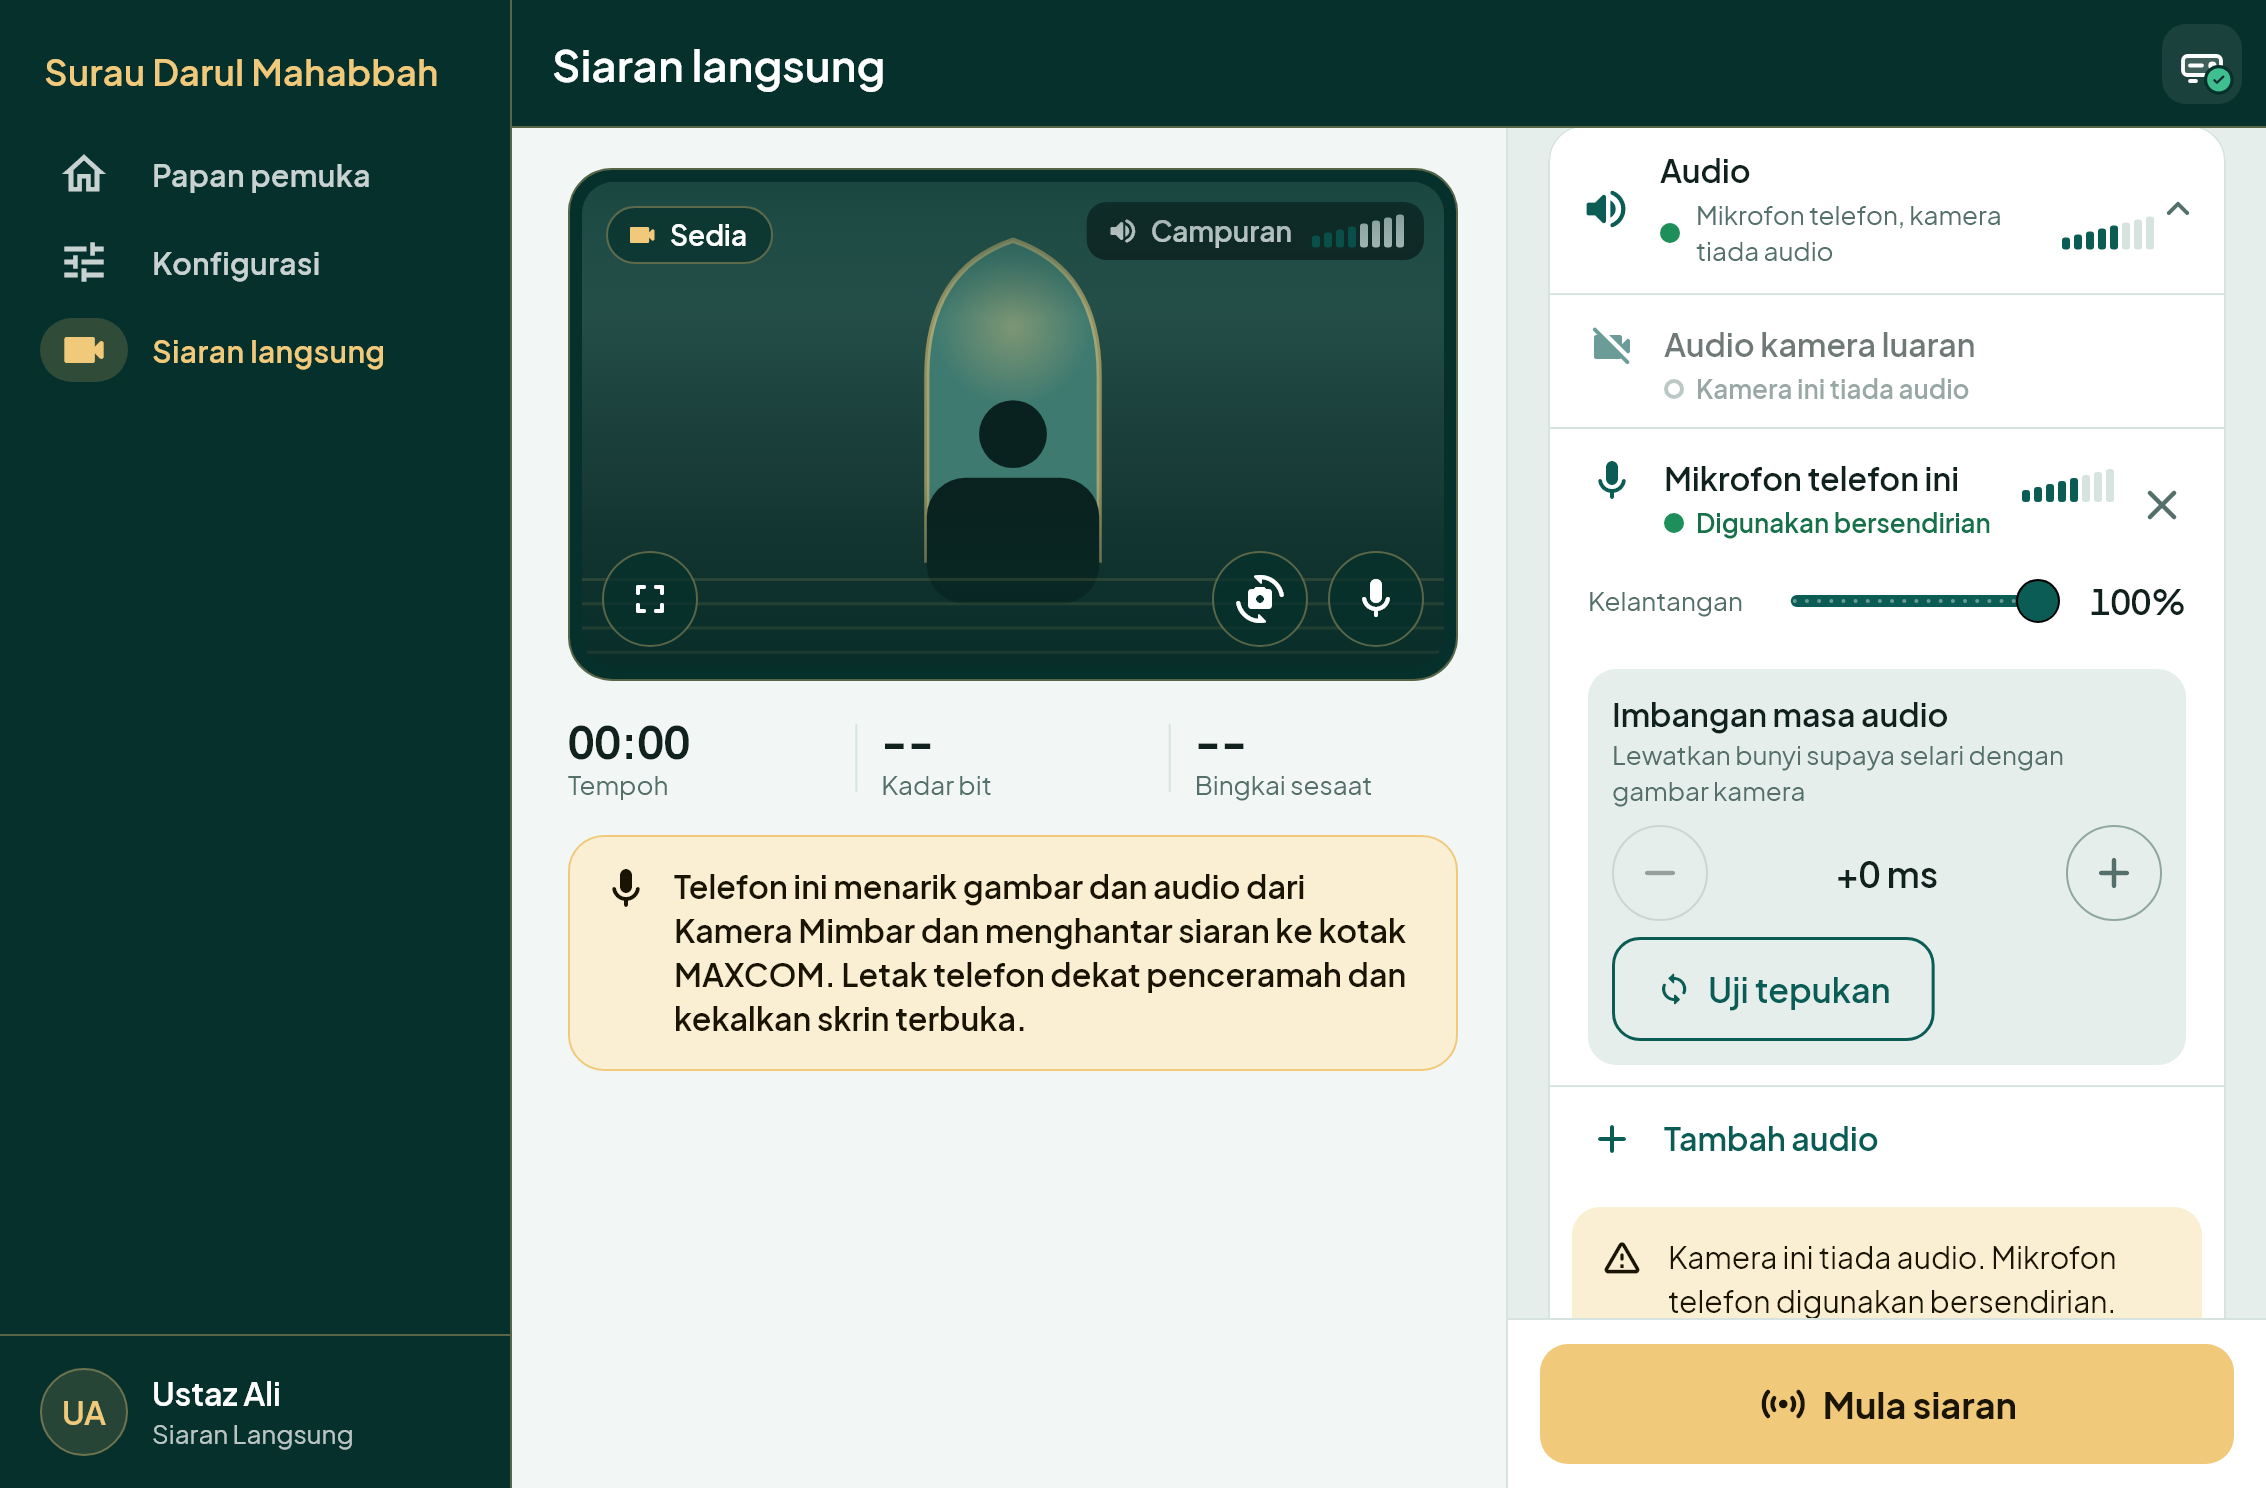 Surau Darul Mahabbah
Papan pemuka
Konfigurasi
Siaran langsung
Ustaz Ali
Siaran Langsung
UA
Siaran langsung
Sedia
Campuran
00:00
Tempoh
--
Kadar bit
--
Bingkai sesaat
Telefon ini menarik gambar dan audio dari
Kamera Mimbar dan menghantar siaran ke kotak
MAXCOM. Letak telefon dekat penceramah dan
kekalkan skrin terbuka.
Audio
Mikrofon telefon, kamera
tiada audio
Audio kamera luaran
Kamera ini tiada audio
Mikrofon telefon ini
Digunakan bersendirian
Kelantangan
100%
Imbangan masa audio
Lewatkan bunyi supaya selari dengan
gambar kamera
+0 ms
Uji tepukan
Tambah audio
Kamera ini tiada audio. Mikrofon
telefon digunakan bersendirian.
Mula siaran